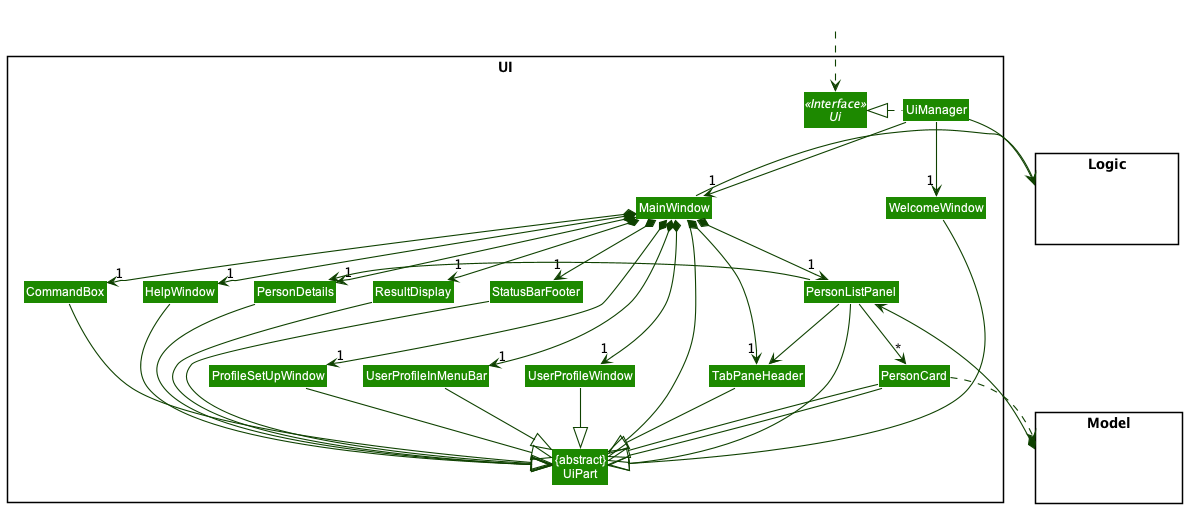 UI
«Interface»
Ui
UiManager
Logic
1
1
MainWindow
WelcomeWindow
1
1
1
1
1
1
CommandBox
HelpWindow
PersonDetails
ResultDisplay
StatusBarFooter
PersonListPanel
1
1
1
1
*
ProfileSetUpWindow
UserProfileInMenuBar
UserProfileWindow
TabPaneHeader
PersonCard
Model
{abstract}
UiPart